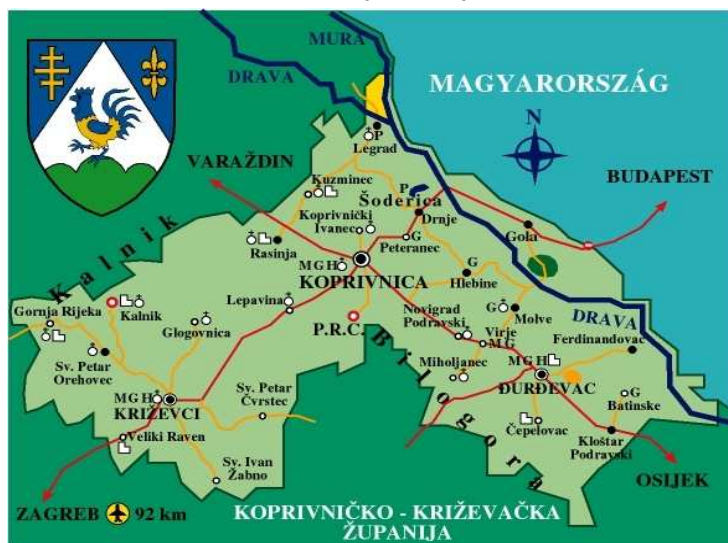 MURA
DRAVA
MAGYARORSZÁG
N
P
Legrad
VARAŽDIN
Kuzminec
BUDAPEST
P
Šoderica
Koprivnički
Ivanec
Drnje
G
Peteranec
Gola
Rasinja
Kalnik
M G H
KOPRIVNICA
G
Hlebine
Lepavina
Gornja Rijeka
Kalnik
Glogovnica
P.R.C.
Novigrad
Podravski
G
Molve
Virje
M G
DRAVA
Ferdinandovac
Bilogora
Sv. Petar
Orehovec
Miholjanec
M G H
ĐURĐEVAC
M G H
KRIŽEVCI
Sv. Petar
Čvrstec
G
Batinske
Veliki Raven
Čepelovac
Kloštar
Podravski
Sv. Ivan
Žabno
OSIJEK
ZAGREB 92 km
KOPRIVNIČKO - KRIŽEVAČKA
ŽUPANIJA